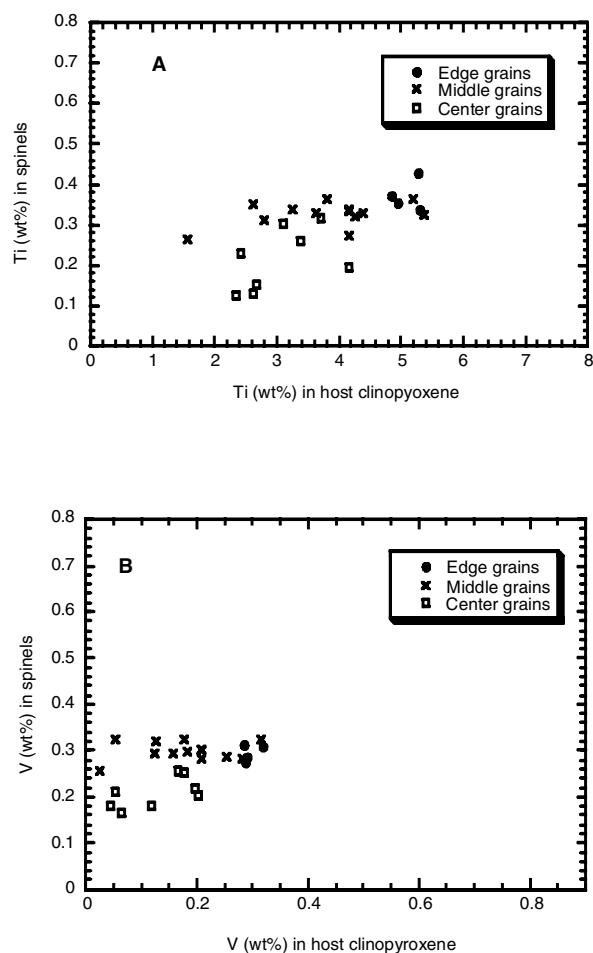 0.8
A
Edge grains
Middle grains
Center grains
0.7
0.6
0.5
0.4
0.3
0.2
0.1
0
Ti (wt%) in spinels
0 1 2 3 4 5 6 7 8
Ti (wt%) in host clinopyoxene
0.8
B
Edge grains
Middle grains
Center grains
0.7
0.6
0.5
0.4
0.3
0.2
0.1
0
V (wt%) in spinels
0 0.2 0.4 0.6 0.8
V (wt%) in host clinopyroxene